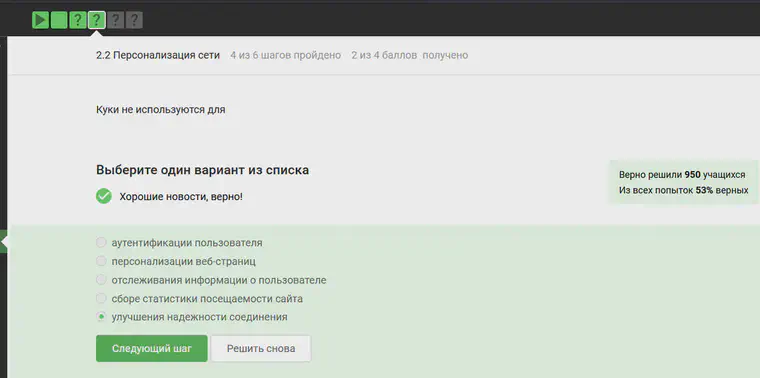 2.2 Персонализация сети 4 из 6 шагов пройдено 2 из 4 баллов получено
Куки не используются для
Выберите один вариант из списка
Хорошие новости, верно!
Верно решили 950 учащихся
Из всех попыток 53% верных
аутентификации пользователя
персонализации веб-страниц
отслеживания информации о пользователе
сборе статистики посещаемости сайта
улучшения надежности соединения
Следующий шаг Решить снова